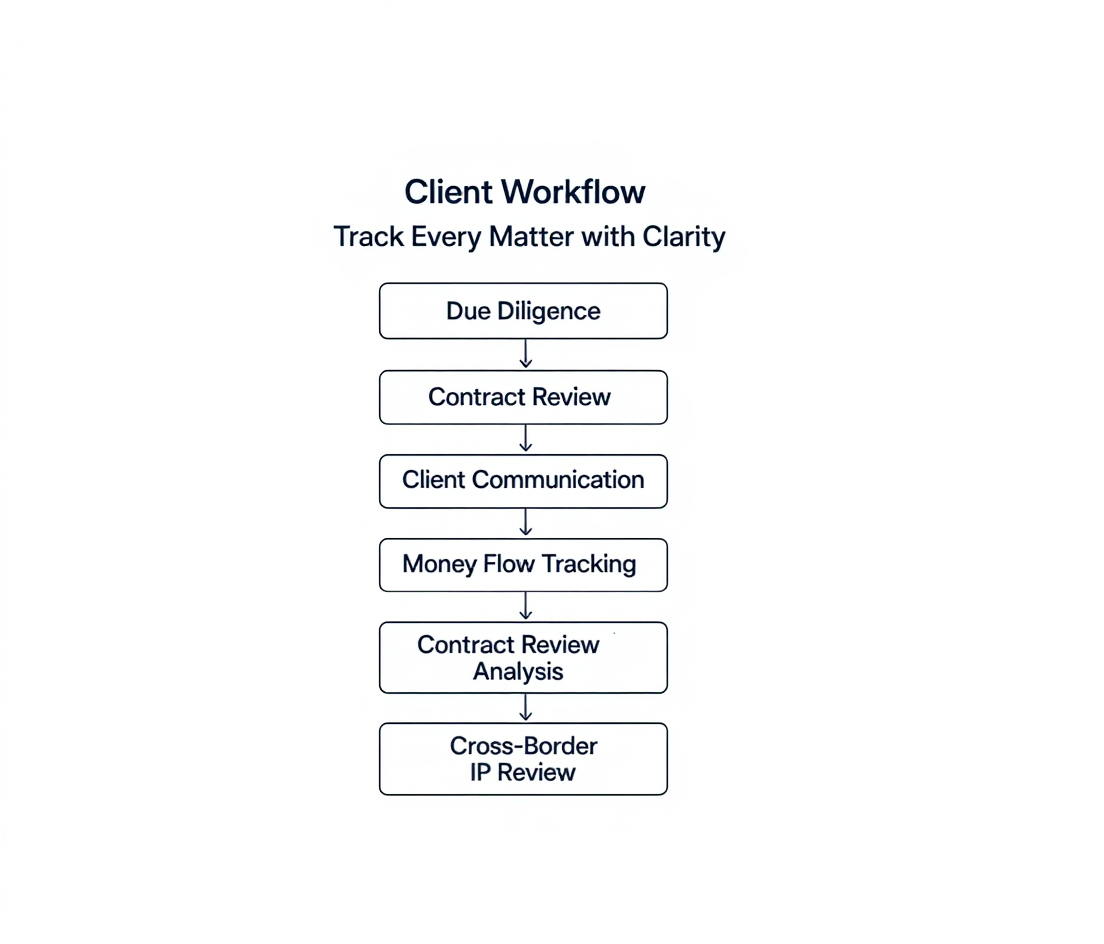 Client Workflow
Track Every Matter with Clarity
Due Diligence
Contract Review
Client Communication
Money Flow Tracking
Contract Review
Analysis
Cross-Border
IP Review